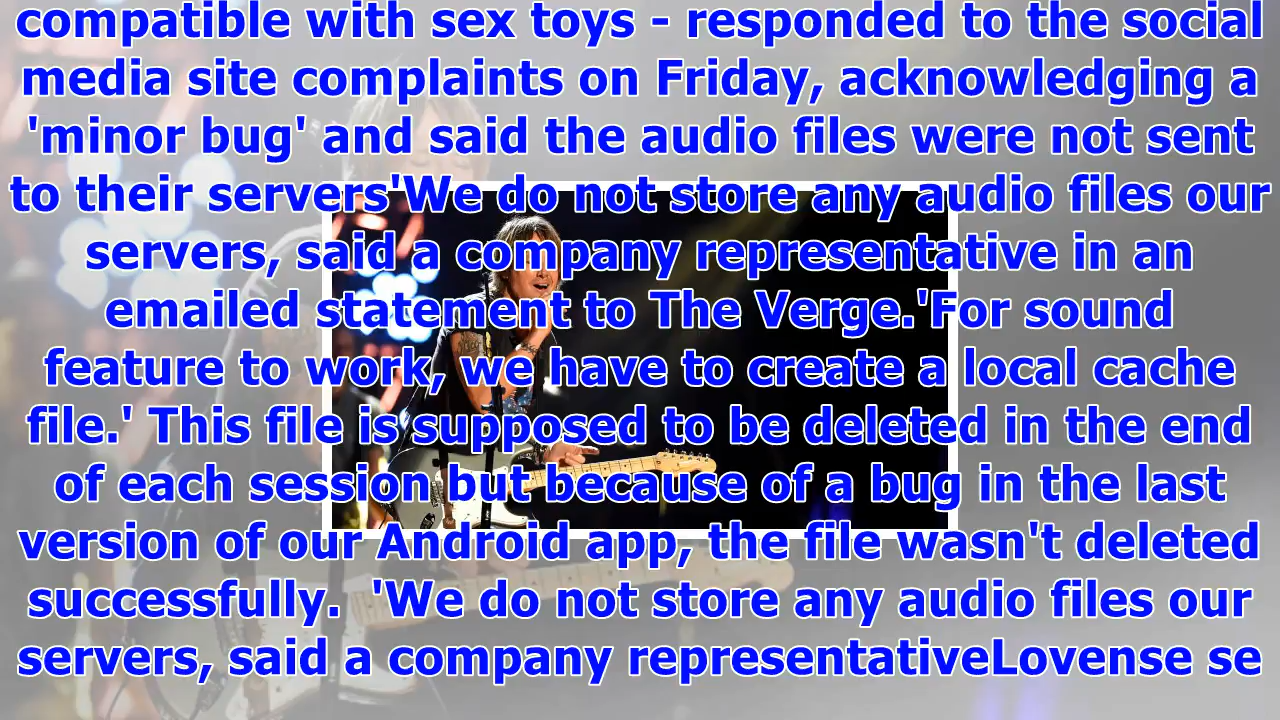 compatible with sex toys - responded to the social
media site complaints on Friday, acknowledging a
'minor bug' and said the audio files were not sent
to their servers'We do not store any audio files our
servers, said a company representative in an
emailed statement to The Verge.'For sound
feature to work, we have to create a local cache
file.' This file is supposed to be deleted in the end
of each session but because of a bug in the last
version of our Android app, the file wasn't deleted
successfully.  'We do not store any audio files our
servers, said a company representativeLovense se